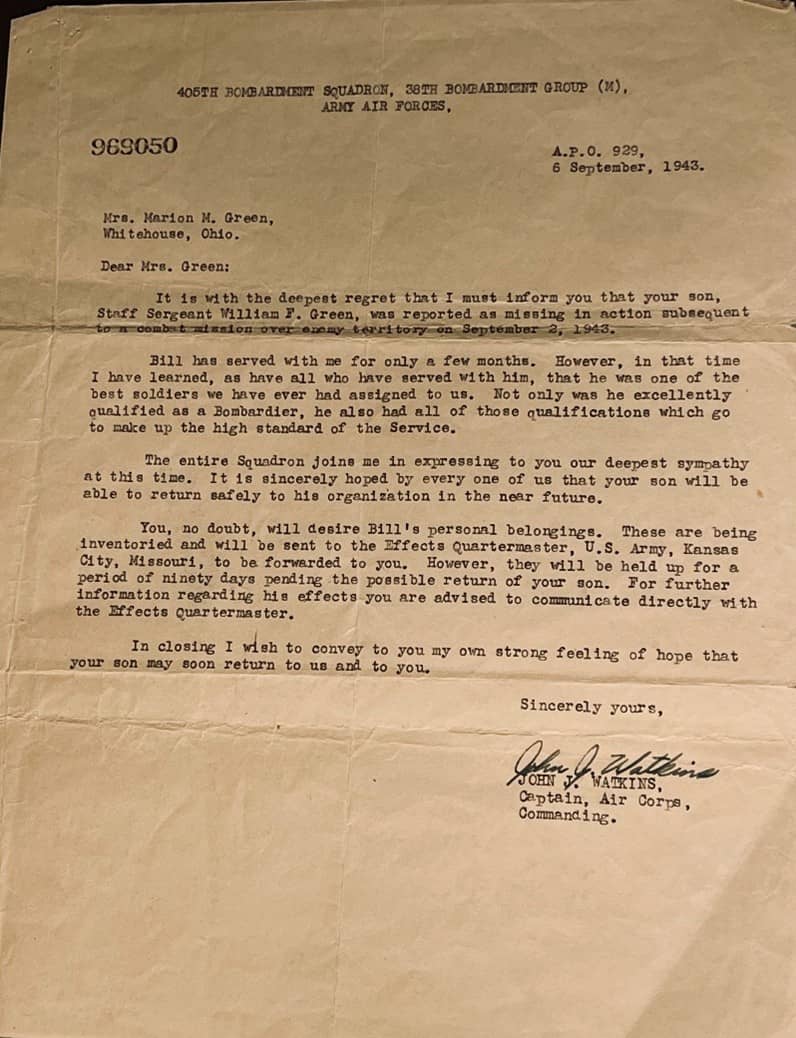 405TH BOMBARDMENT SQUADRON, 38TH BOMBARDMENT GROUP (M),
ARMY AIR FORCES,
969050
A.P.O. 929,
6 September, 1943.
Mrs. Marion M. Green,
Whitehouse, Ohio.
Dear Mrs. Green:
It is with the deepest regret that I must inform you that your son,
Staff Sergeant William F. Green, was reported as missing in action subsequent
to a combat mission over enemy territory on September 2, 1943.
Bill has served with me for only a few months. However, in that time
I have learned, as have all who have served with him, that he was one of the
best soldiers we have ever had assigned to us. Not only was he excellently
qualified as a Bombardier, he also had all of those qualifications which go
to make up the high standard of the Service.
The entire Squadron joins me in expressing to you our deepest sympathy
at this time. It is sincerely hoped by every one of us that your son will be
able to return safely to his organization in the near future.
You, no doubt, will desire Bill's personal belongings. These are being
inventoried and will be sent to the Effects Quartermaster, U.S. Army, Kansas
City, Missouri, to be forwarded to you. However, they will be held up for a
period of ninety days pending the possible return of your son. For further
information regarding his effects you are advised to communicate directly with
the Effects Quartermaster.
In closing I wish to convey to you my own strong feeling of hope that
your son may soon return to us and to you.
Sincerely yours,
John J. Watkins
JOHN J. WATKINS,
Captain, Air Corps,
Commanding.